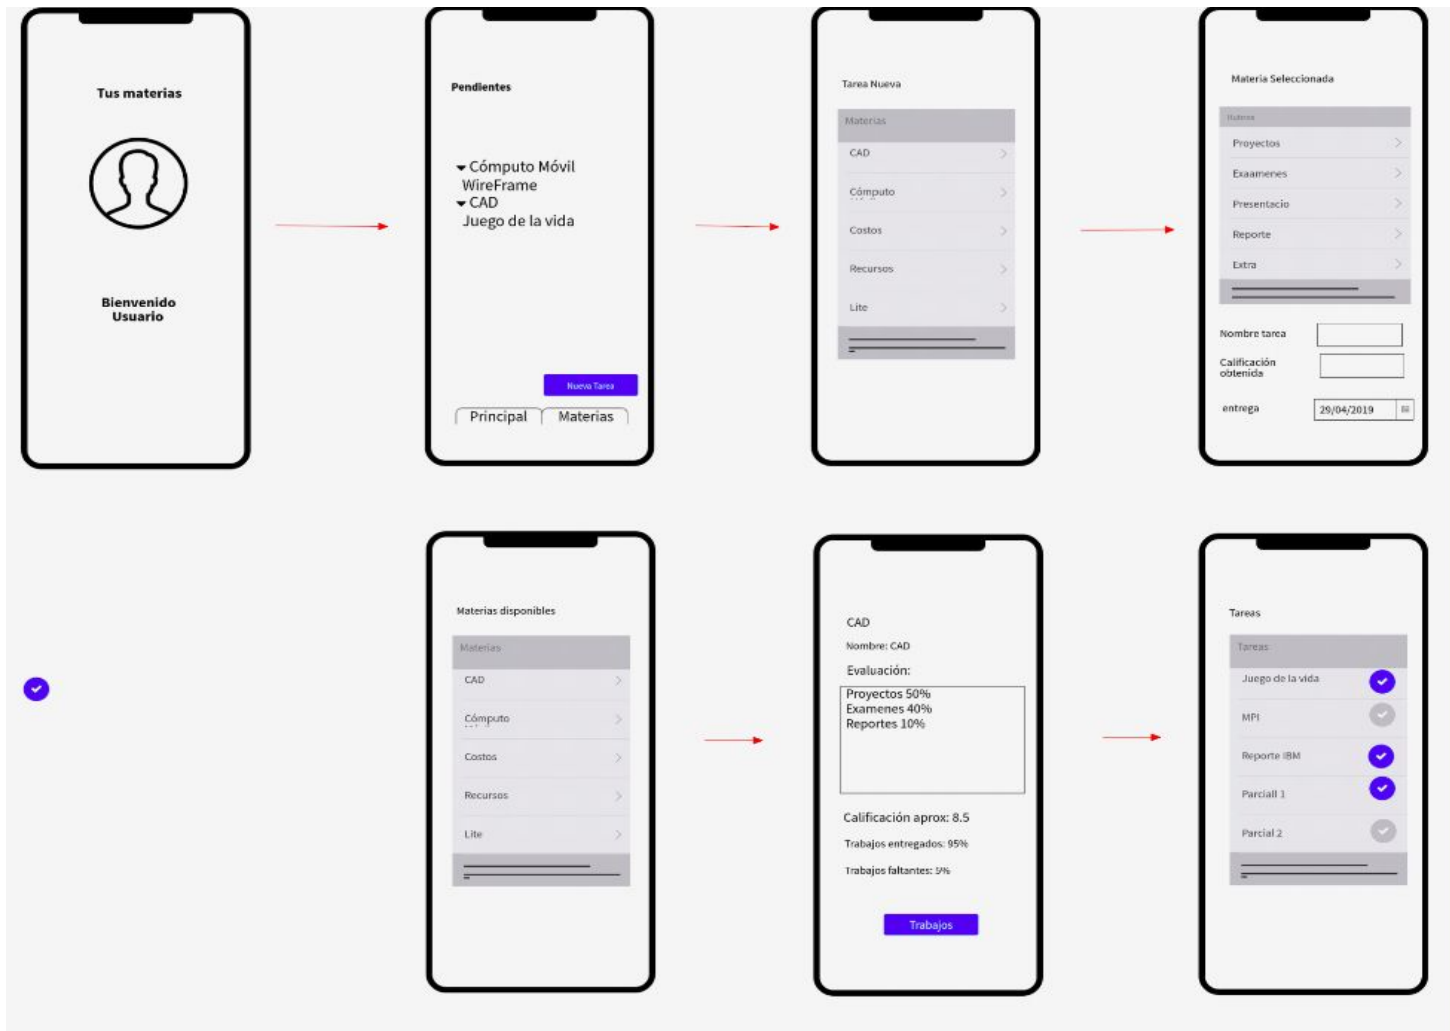 Tus materias
Bienvenido
Usuario
Pendientes
Cómputo Móvil
WireFrame
CAD
Juego de la vida
Nueva Tarea
Principal
Materias
Tarea Nueva
Materias
CAD
Cómputo
Costos
Recursos
Lite
Materia Seleccionada
Proyectos
Exaamenes
Presentacio
Reporte
Extra
Nombre tarea
Calificación
obtenida
entrega
29/04/2019
Materias disponibles
Materias
CAD
Cómputo
Costos
Recursos
Lite
CAD
Nombre: CAD
Evaluación:
Proyectos 50%
Examenes 40%
Reportes 10%
Calificación aprox: 8.5
Trabajos entregados: 95%
Trabajos faltantes: 5%
Trabajos
Tareas
Tareas
Juego de la vida
MPI
Reporte IBM
Parciall 1
Parcial 2